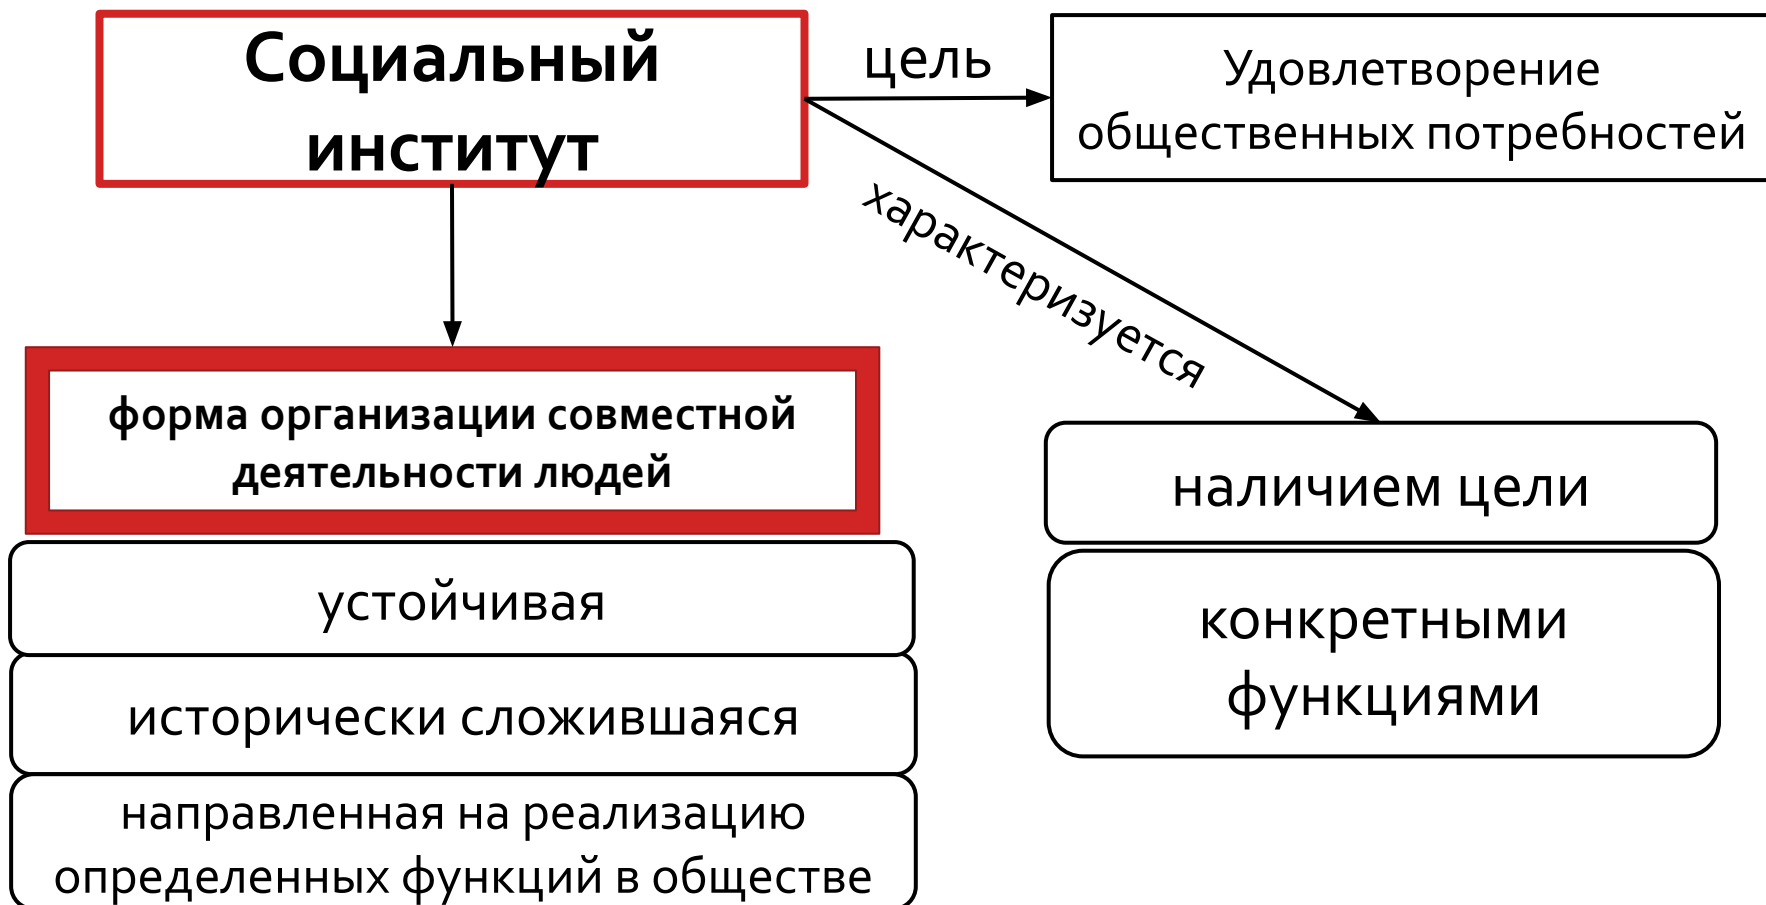 Социальный
институт
цель
Удовлетворение
общественных потребностей
характеризуется
форма организации совместной
деятельности людей
устойчивая
исторически сложившаяся
направленная на реализацию
определенных функций в обществе
наличием цели
конкретными
функциями